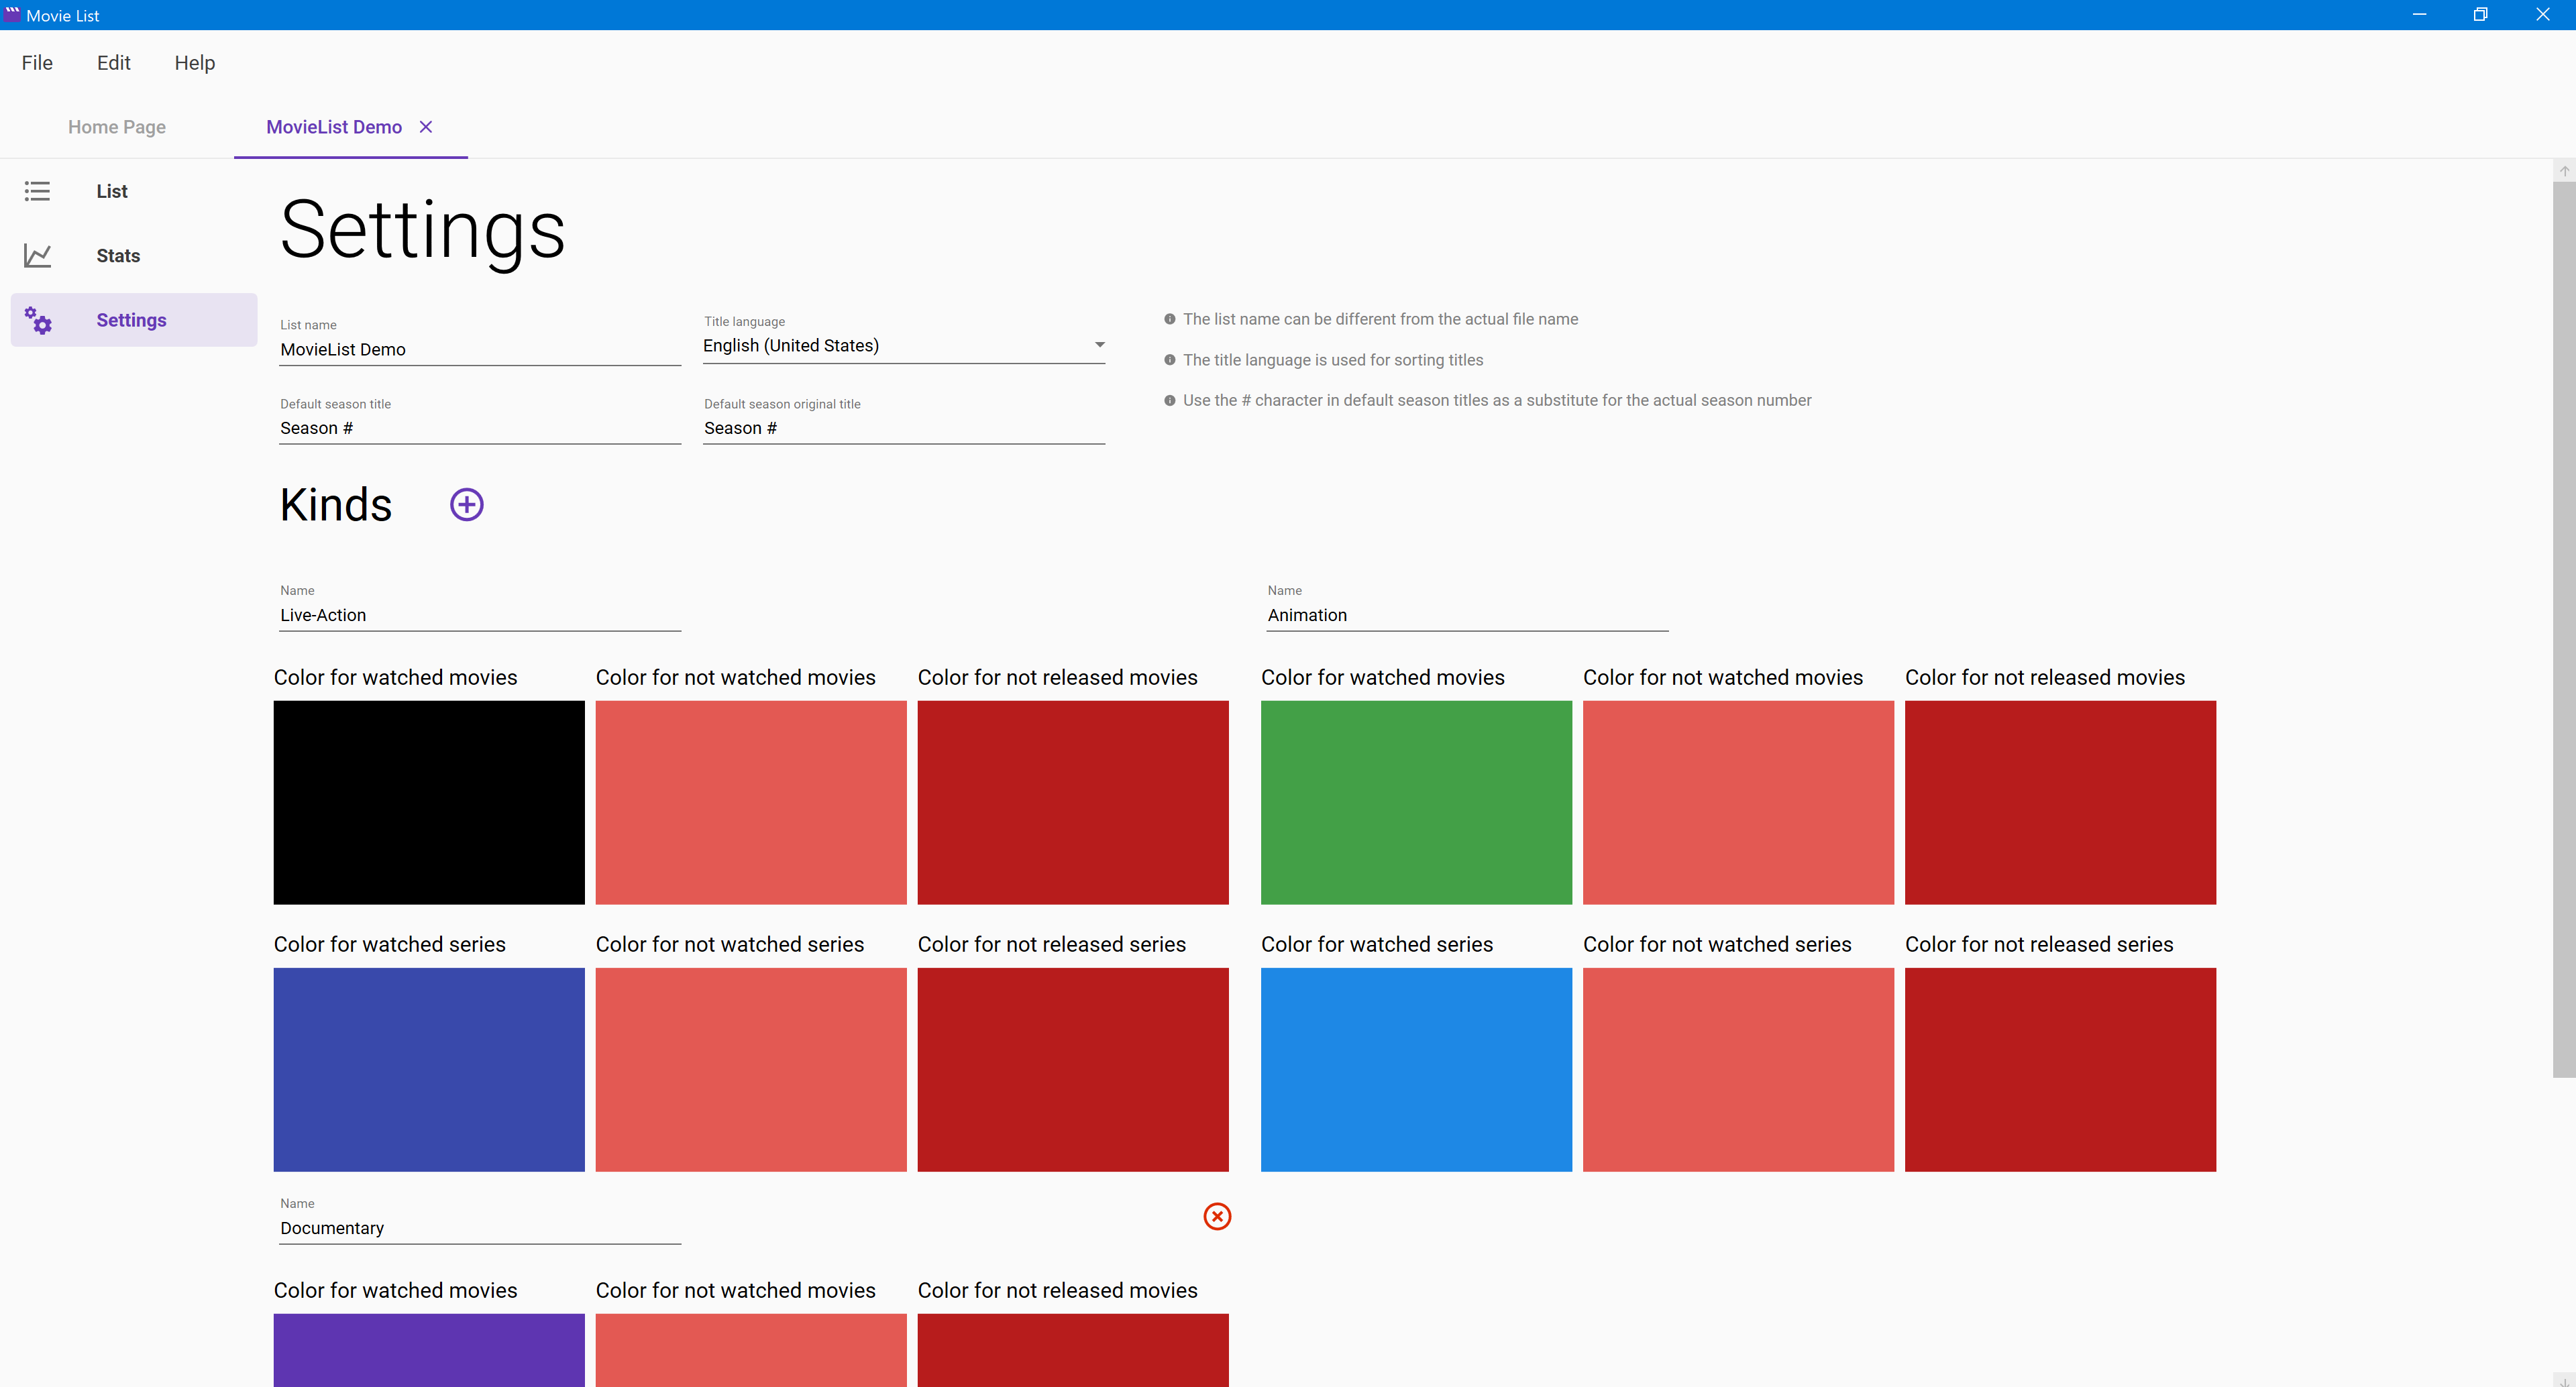 Movie List
File Edit Help
Home Page MovieList Demo
List
Stats
Settings
Settings
List name
MovieList Demo
Title language
English (United States)
Default season title
Season #
Default season original title
Season #
The list name can be different from the actual file name
The title language is used for sorting titles
Use the # character in default season titles as a substitute for the actual season number
Kinds
Name
Live-Action
Color for watched movies Color for not watched movies Color for not released movies
Color for watched series Color for not watched series Color for not released series
Name
Animation
Color for watched movies Color for not watched movies Color for not released movies
Color for watched series Color for not watched series Color for not released series
Name
Documentary
Color for watched movies Color for not watched movies Color for not released movies